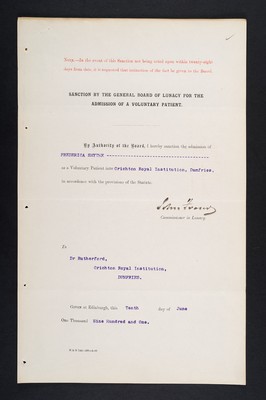 NOTE.—In the event of this Sanction not being acted upon within twenty-eight
days from date, it is requested that intimation of the fact be given to the Board.
SANCTION BY THE GENERAL BOARD OF LUNACY FOR THE
ADMISSION OF A VOLUNTARY PATIENT.
By Authority of the Board, I hereby sanction the admission of
FREDERICA
as a Voluntary Patient into Crichton Royal Institution, Dumfries,
in accordance with the provisions of the Statute.
Commissioner in Lunacy
To
Dr Rutherford,
Crichton Royal Institution,
DUMFRIES.
Given at Edinburgh, this Tenth day of June
One Thousand Nine Hundred and One.